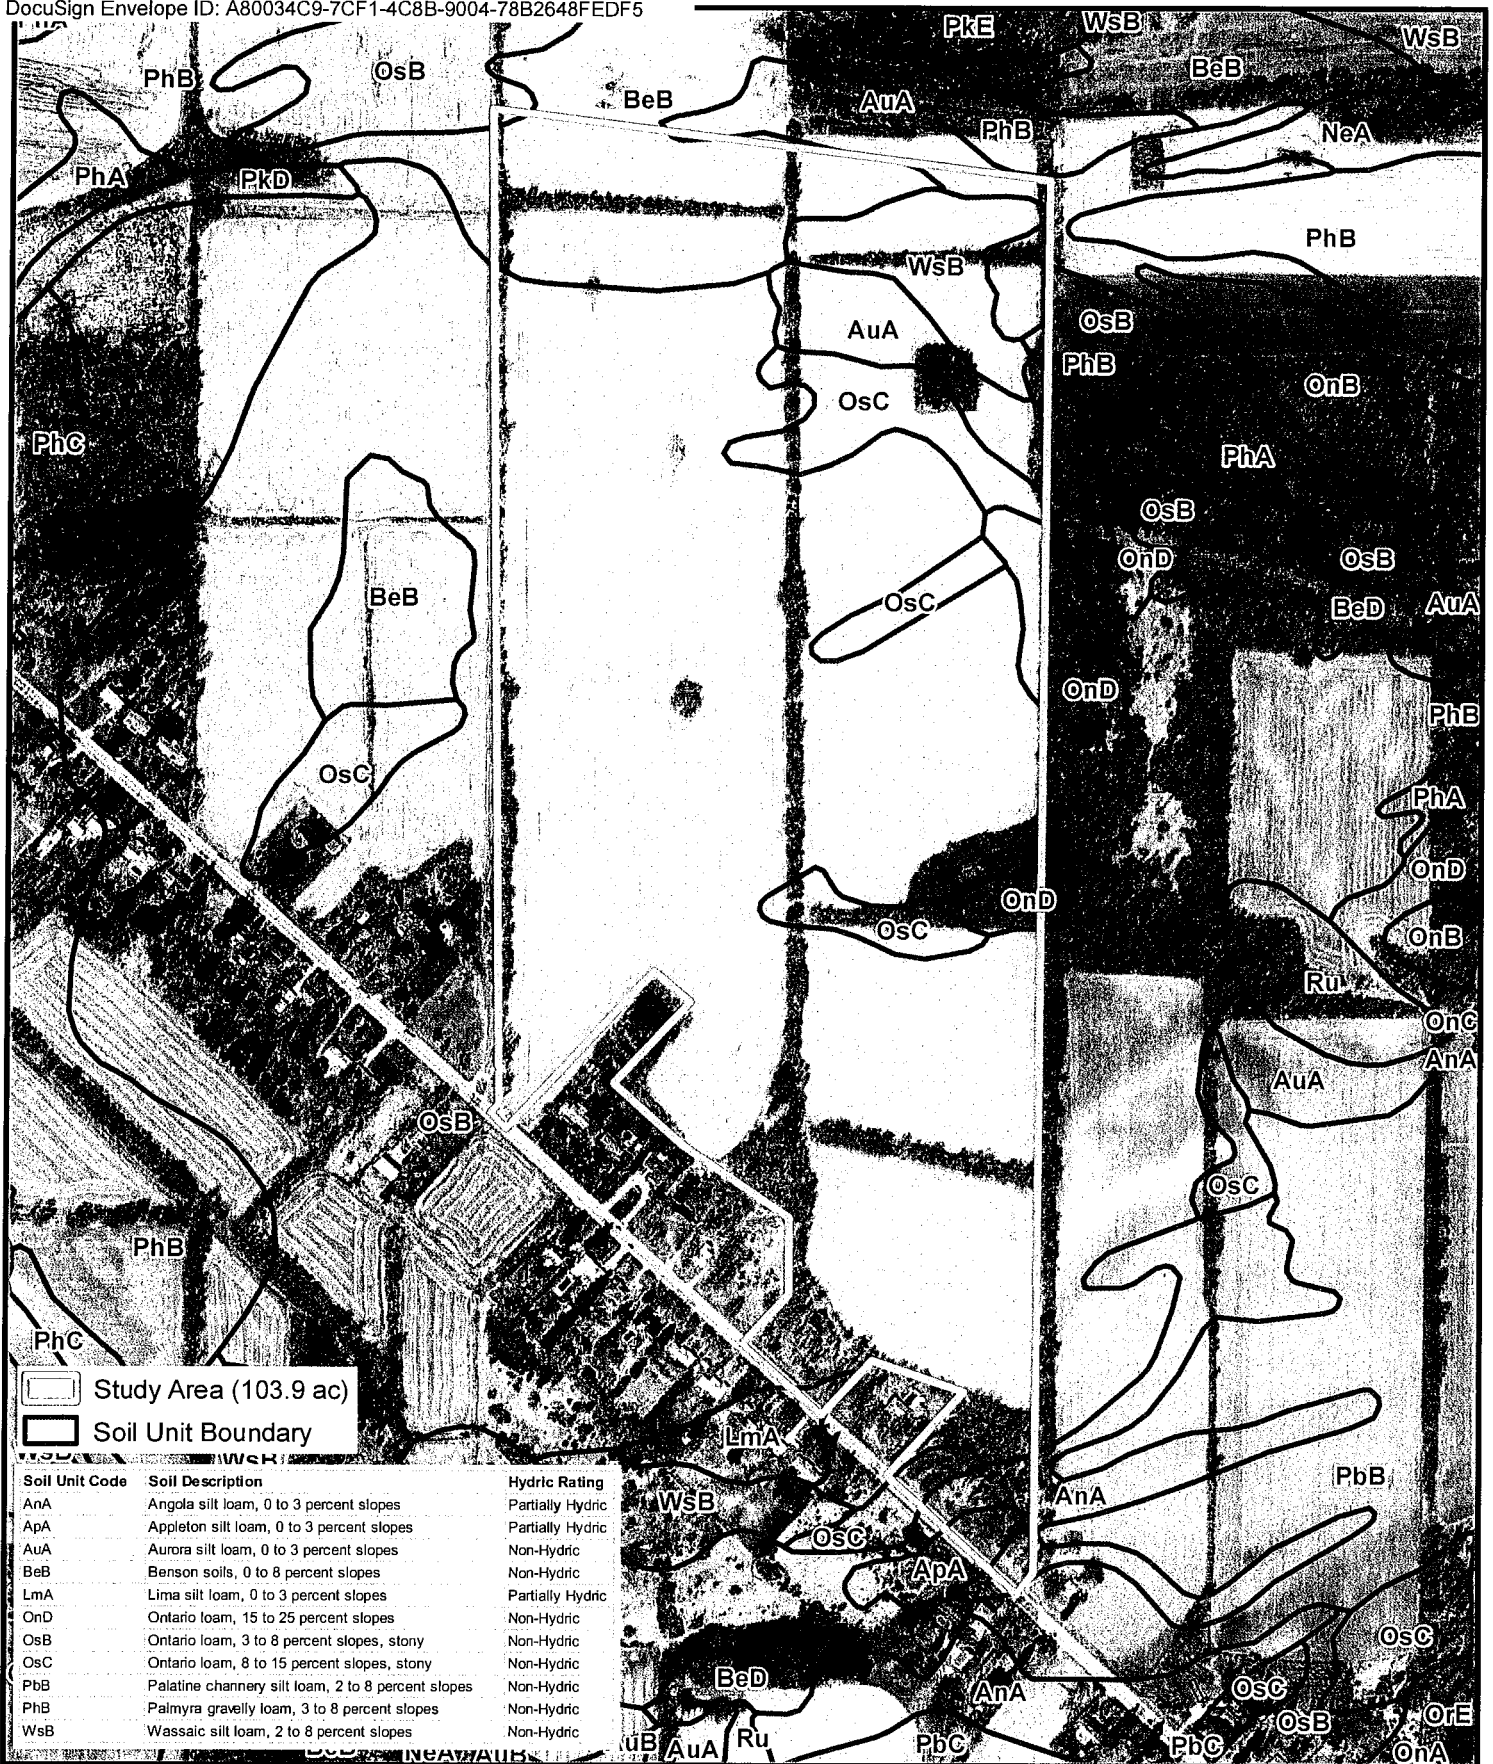 DocuSign Envelope ID: A80034C9-7CF1-4C8B-9004-78B2648FEDF5
PkE
WsB
WsB
PhB
OsB
BeB
BeB
AuA
PhB
NeA
PhA
PkD
PhB
WsB
OsB
AuA
PhB
OnB
OsC
PhC
PhA
OsB
OnD
OsB
BeB
OsC
BeD
AuA
OnD
PhB
OsC
PhA
OnD
OnD
OsC
OnB
Ru
OnC
AnA
AuA
OsB
OsC
PhB
PhC
Study Area (103.9 ac)
Soil Unit Boundary
LmA
WsB
WsB
PbB
AnA
WsB
OsC
ApA
Soil Unit Code Soil Description Hydric Rating
AnA Angola silt loam, 0 to 3 percent slopes Partially Hydric
ApA Appleton silt loam, 0 to 3 percent slopes Partially Hydric
AuA Aurora silt loam, 0 to 3 percent slopes Non-Hydric
BeB Benson soils, 0 to 8 percent slopes Non-Hydric
LmA Lima silt loam, 0 to 3 percent slopes Partially Hydric
OnD Ontario loam, 15 to 25 percent slopes Non-Hydric
OsB Ontario loam, 3 to 8 percent slopes, stony Non-Hydric
OsC Ontario loam, 8 to 15 percent slopes, stony Non-Hydric
PbB Palatine channery silt loam, 2 to 8 percent slopes Non-Hydric
PhB Palmyra gravelly loam, 3 to 8 percent slopes Non-Hydric
WsB Wassaic silt loam, 2 to 8 percent slopes Non-Hydric
OsC
BeD
AnA
OsC
OsB
OrE
uB
AuA
Ru
PbC
PbC
OnA
BeB
NeA
AuB